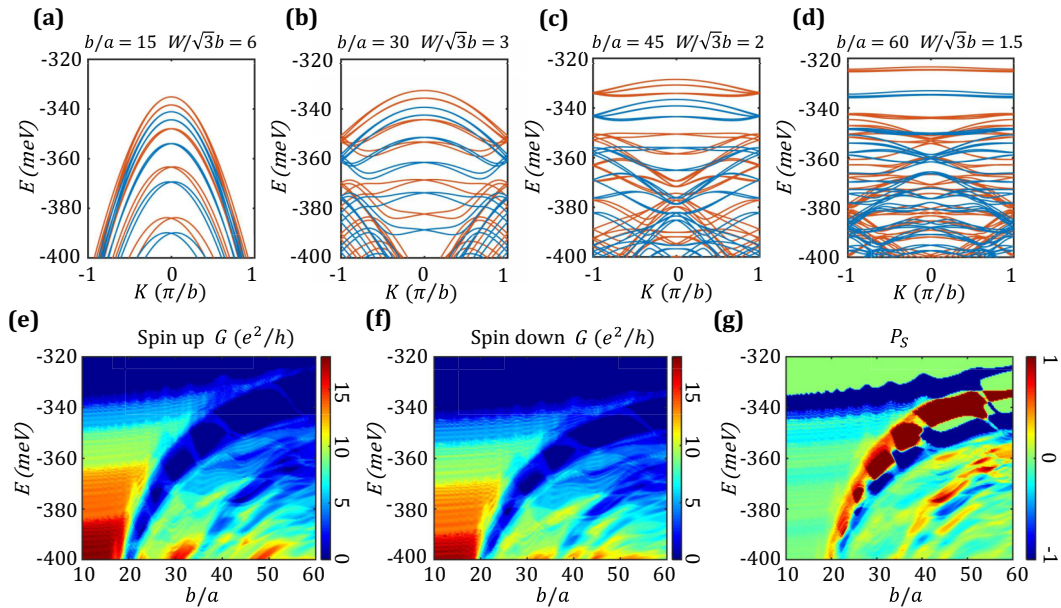 (a) (b) (c) (d)
b/a = 15 W/√3b = 6 b/a = 30 W/√3b = 3 b/a = 45 W/√3b = 2 b/a = 60 W/√3b = 1.5
-320 -320 -320 -320
-340 -340 -340 -340
E (meV) E (meV) E (meV) E (meV)
-360 -360 -360 -360
-380 -380 -380 -380
-400 -400 -400 -400
-1 0 1 -1 0 1 -1 0 1 -1 0 1
K (π/b) K (π/b) K (π/b) K (π/b)
(e) Spin up G (e²/h) (f) Spin down G (e²/h) (g) P_S
-320 -320 -320 1
-340 15 -340 15 -340
E (meV) 10 E (meV) 10 E (meV) 0
-360 -360 -360
-380 5 -380 5 -380
-400 0 -400 0 -400 -1
10 20 30 40 50 60 10 20 30 40 50 60 10 20 30 40 50 60
b/a b/a b/a